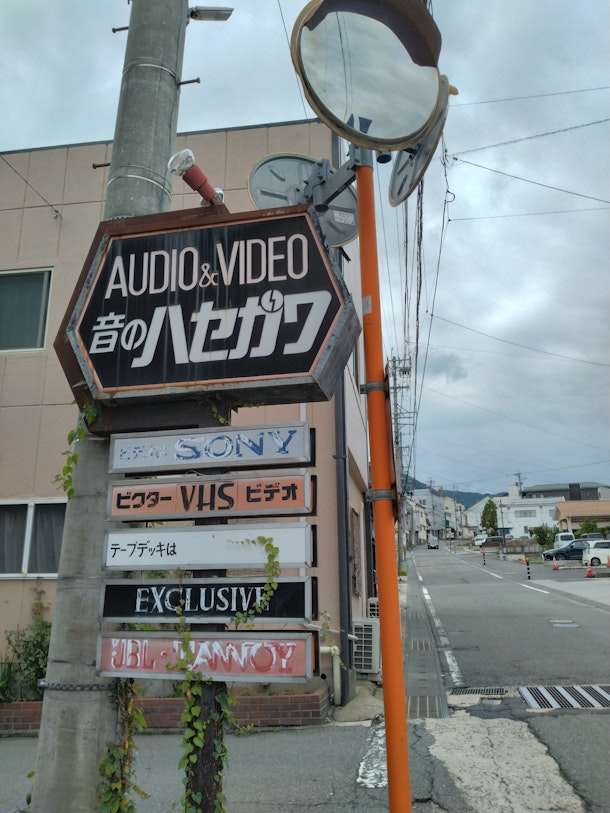 AUDIO&VIDEO
音のハセガワ
SONY
ビクター VHS ビデオ
テープデッキは
EXCLUSIVE
JBL・TANNOY